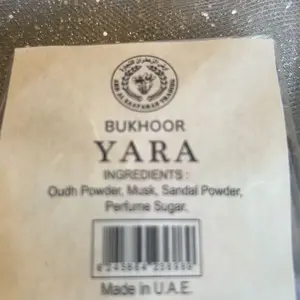 BUKHOOR
YARA
INGREDIENTS :
Oudh Powder, Musk, Sandal Powder,
Perfume Sugar.
Made in U.A.E.